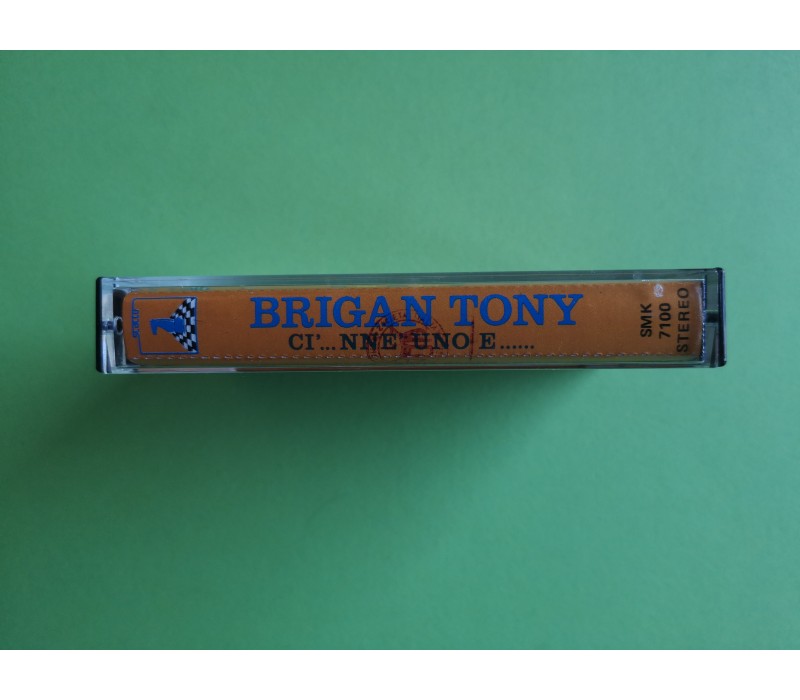 BRIGAN TONY
CI'...NNE UNO E......
SMK
7100
STEREO